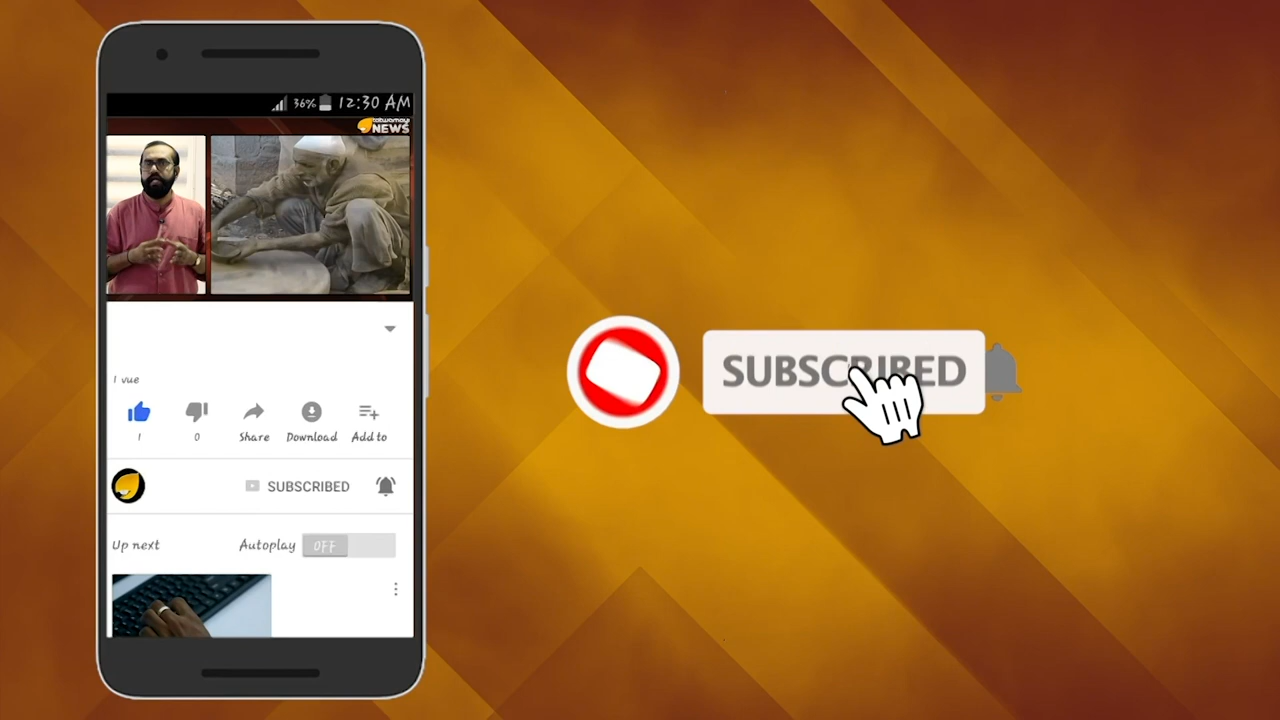 36% 12:30 AM
tatwamayi
NEWS
1 vue
1 0 Share Download Add to
SUBSCRIBED
Up next Autoplay OFF
SUBSCRIBED